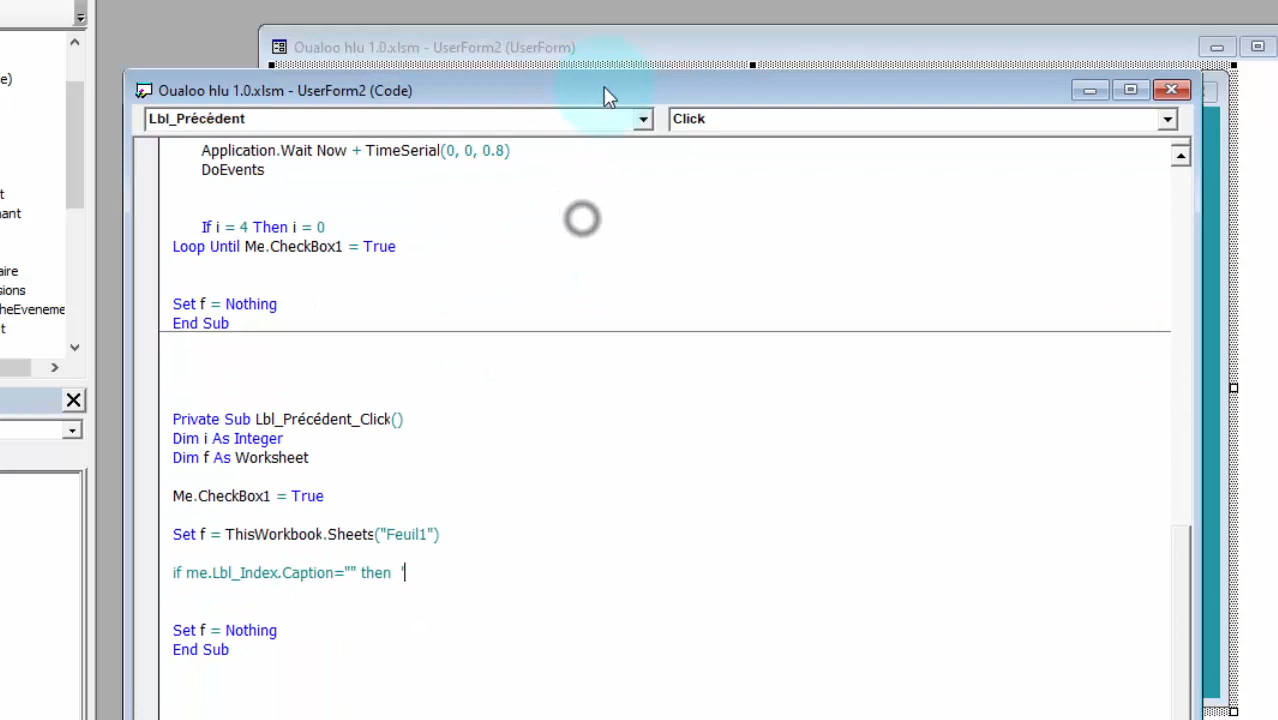 Oualoo hlu 1.0.xlsm - UserForm2 (UserForm)
Oualoo hlu 1.0.xlsm - UserForm2 (Code)
Lbl_Précédent
Click
Application.Wait Now + TimeSerial(0, 0, 0.8)
DoEvents
If i = 4 Then i = 0
Loop Until Me.CheckBox1 = True
Set f = Nothing
End Sub
Private Sub Lbl_Précédent_Click()
Dim i As Integer
Dim f As Worksheet
Me.CheckBox1 = True
Set f = ThisWorkbook.Sheets("Feuil1")
if me.Lbl_Index.Caption="" then '
Set f = Nothing
End Sub